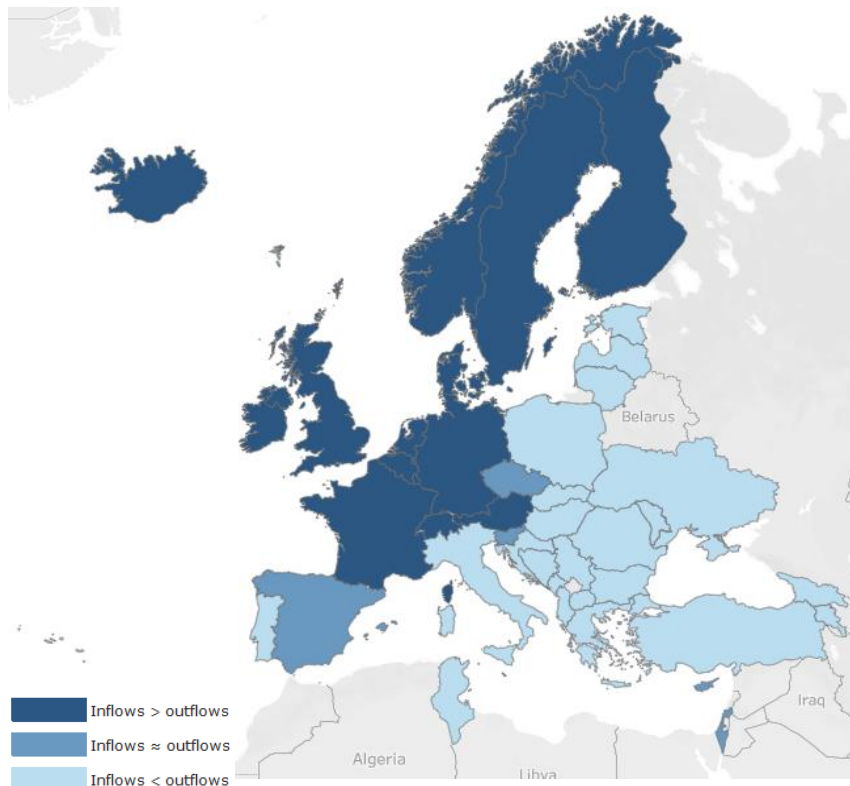 Belarus
Iraq
Inflows > outflows
Inflows ≈ outflows
Algeria
Libya
Inflows < outflows